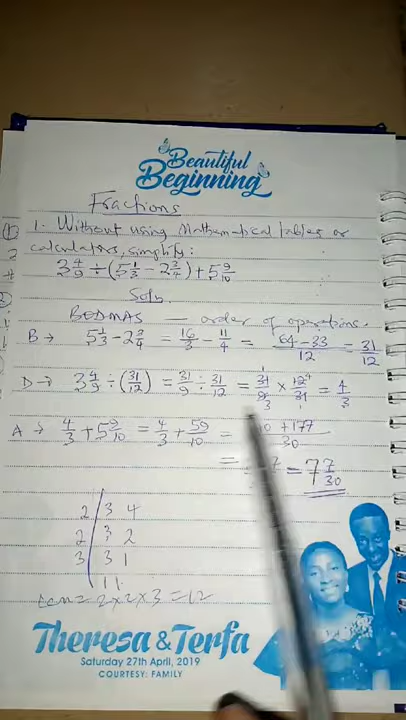 Beautiful
Beginning
Fractions
1. Without using Mathematical tables or
calculators, simplify:
3 4/9 ÷ (5 1/3 − 2 3/4) + 5 9/10
Soln.
BODMAS — order of operations.
B → 5 1/3 − 2 3/4 = 16/3 − 11/4 = 64−33/12 = 31/12
D → 3 4/9 ÷ (31/12) = 31/9 ÷ 31/12 = 31/9 × 12/31 = 4/3
A → 4/3 + 5 9/10 = 4/3 + 59/10 = +177/30
= = 7 7/30
2 | 3 4
2 | 3 2
3 | 3 1
1 1
= 2×2×3 = 12
Theresa & Terfa
Saturday 27th April, 2019
COURTESY: FAMILY